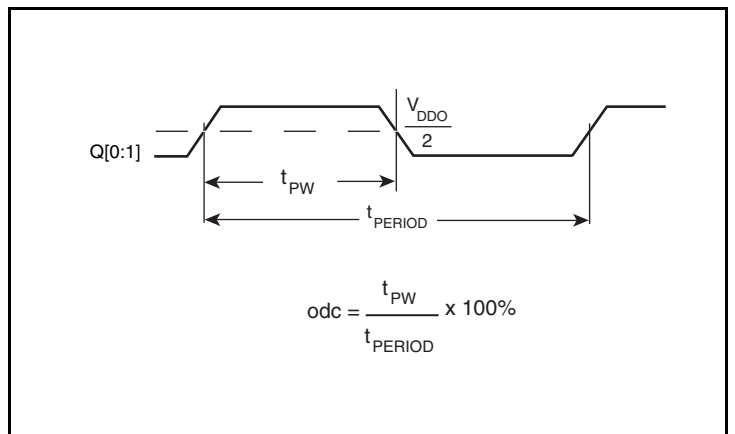 V_DDO
2
Q[0:1]
t_PW
t_PERIOD
odc = t_PW / t_PERIOD x 100%